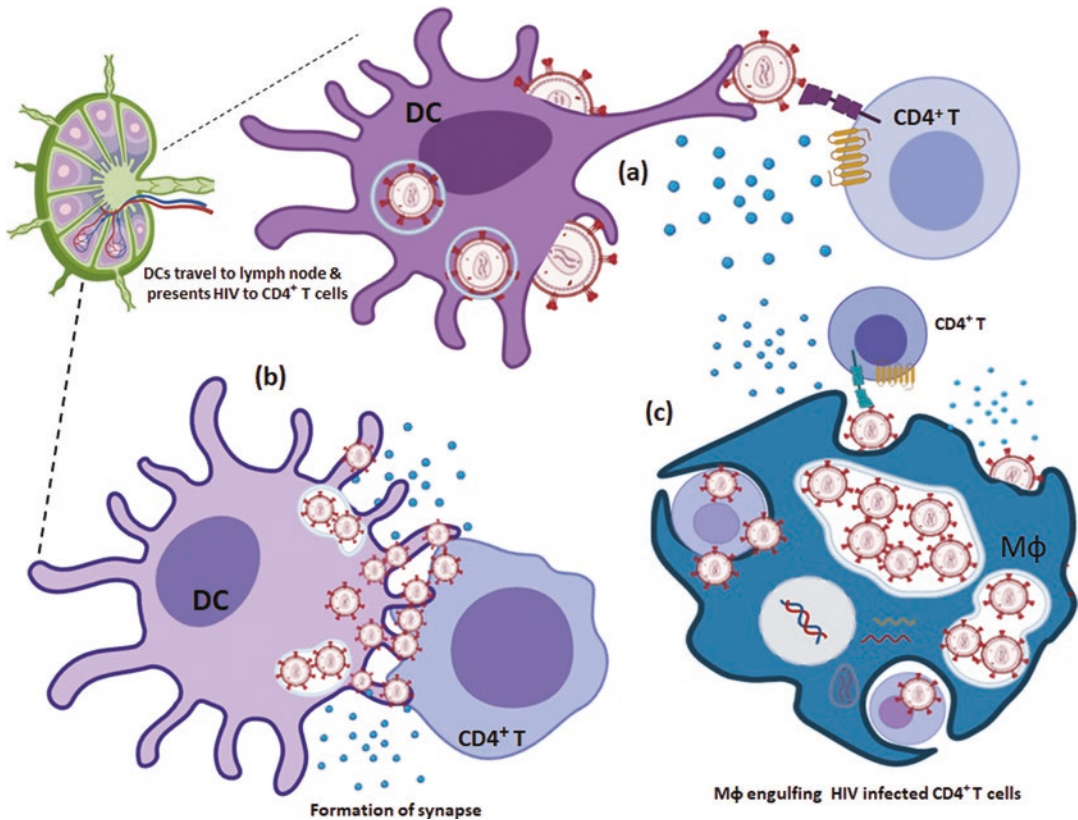 DC
CD4⁺ T
(a)
DCs travel to lymph node &
presents HIV to CD4⁺ T cells
CD4⁺ T
(b)
(c)
Mφ
DC
CD4⁺ T
Formation of synapse
Mφ engulfing HIV infected CD4⁺ T cells